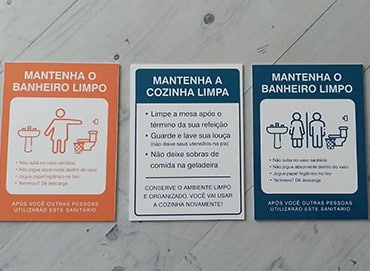 MANTENHA O
BANHEIRO LIMPO
• Não suba no vaso sanitário
• Não jogue absorvente dentro do vaso
• Jogue papel higiênico no lixo
• Terminou? Dê descarga
APÓS VOCÊ OUTRAS PESSOAS
UTILIZARÃO ESTE SANITÁRIO
MANTENHA A
COZINHA LIMPA
• Limpe a mesa após o
término da sua refeição
• Guarde e lave sua louça
(não deixe seus utensílios na pia)
• Não deixe sobras de
comida na geladeira
CONSERVE O AMBIENTE LIMPO
E ORGANIZADO, VOCÊ VAI USAR
A COZINHA NOVAMENTE!
MANTENHA O
BANHEIRO LIMPO
• Não suba no vaso sanitário
• Não jogue absorvente dentro do vaso
• Jogue papel higiênico no lixo
• Terminou? Dê descarga
APÓS VOCÊ OUTRAS PESSOAS
UTILIZARÃO ESTE SANITÁRIO